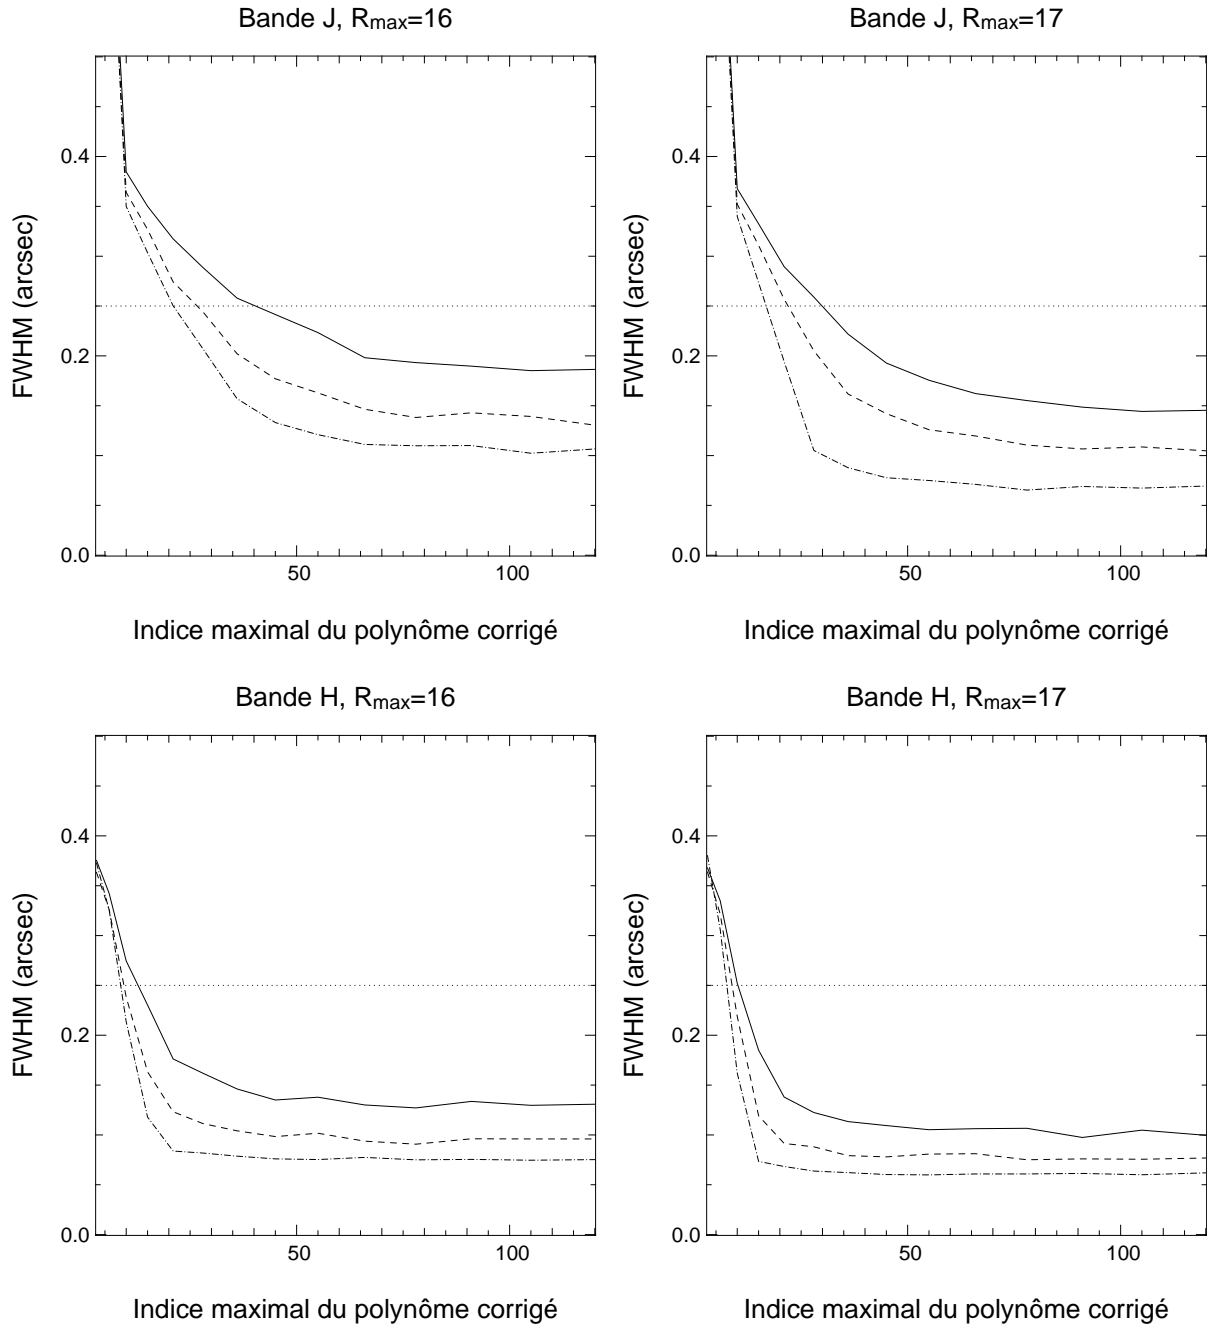 Bande J, Rmax=16
FWHM (arcsec)
0.4
0.2
0.0
50 100
Indice maximal du polynôme corrigé
Bande J, Rmax=17
FWHM (arcsec)
0.4
0.2
0.0
50 100
Indice maximal du polynôme corrigé
Bande H, Rmax=16
FWHM (arcsec)
0.4
0.2
0.0
50 100
Indice maximal du polynôme corrigé
Bande H, Rmax=17
FWHM (arcsec)
0.4
0.2
0.0
50 100
Indice maximal du polynôme corrigé